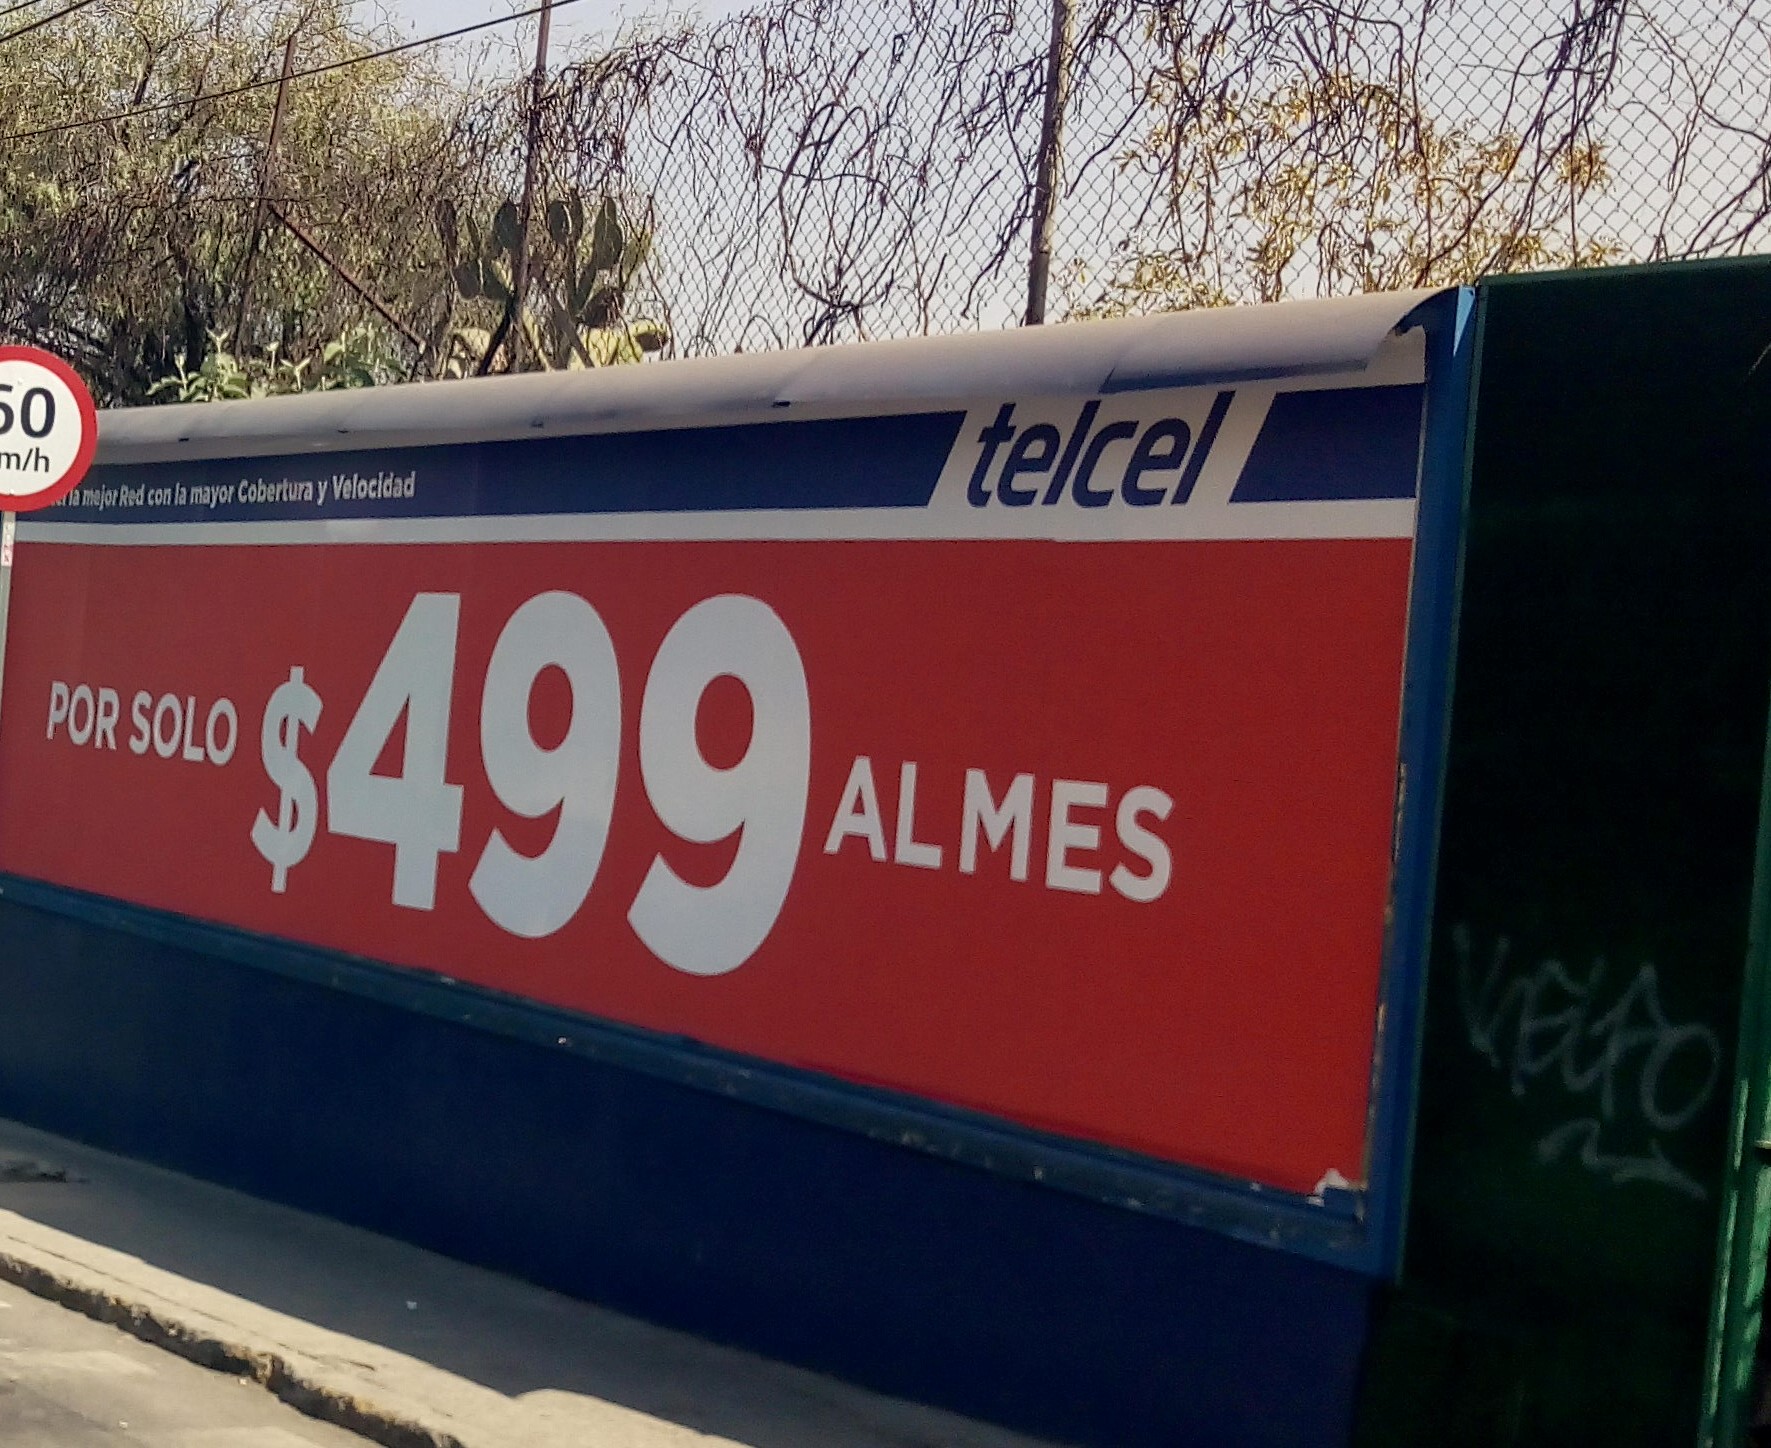 50
m/h
la mejor Red con la mayor Cobertura y Velocidad
telcel
POR SOLO $499 AL MES